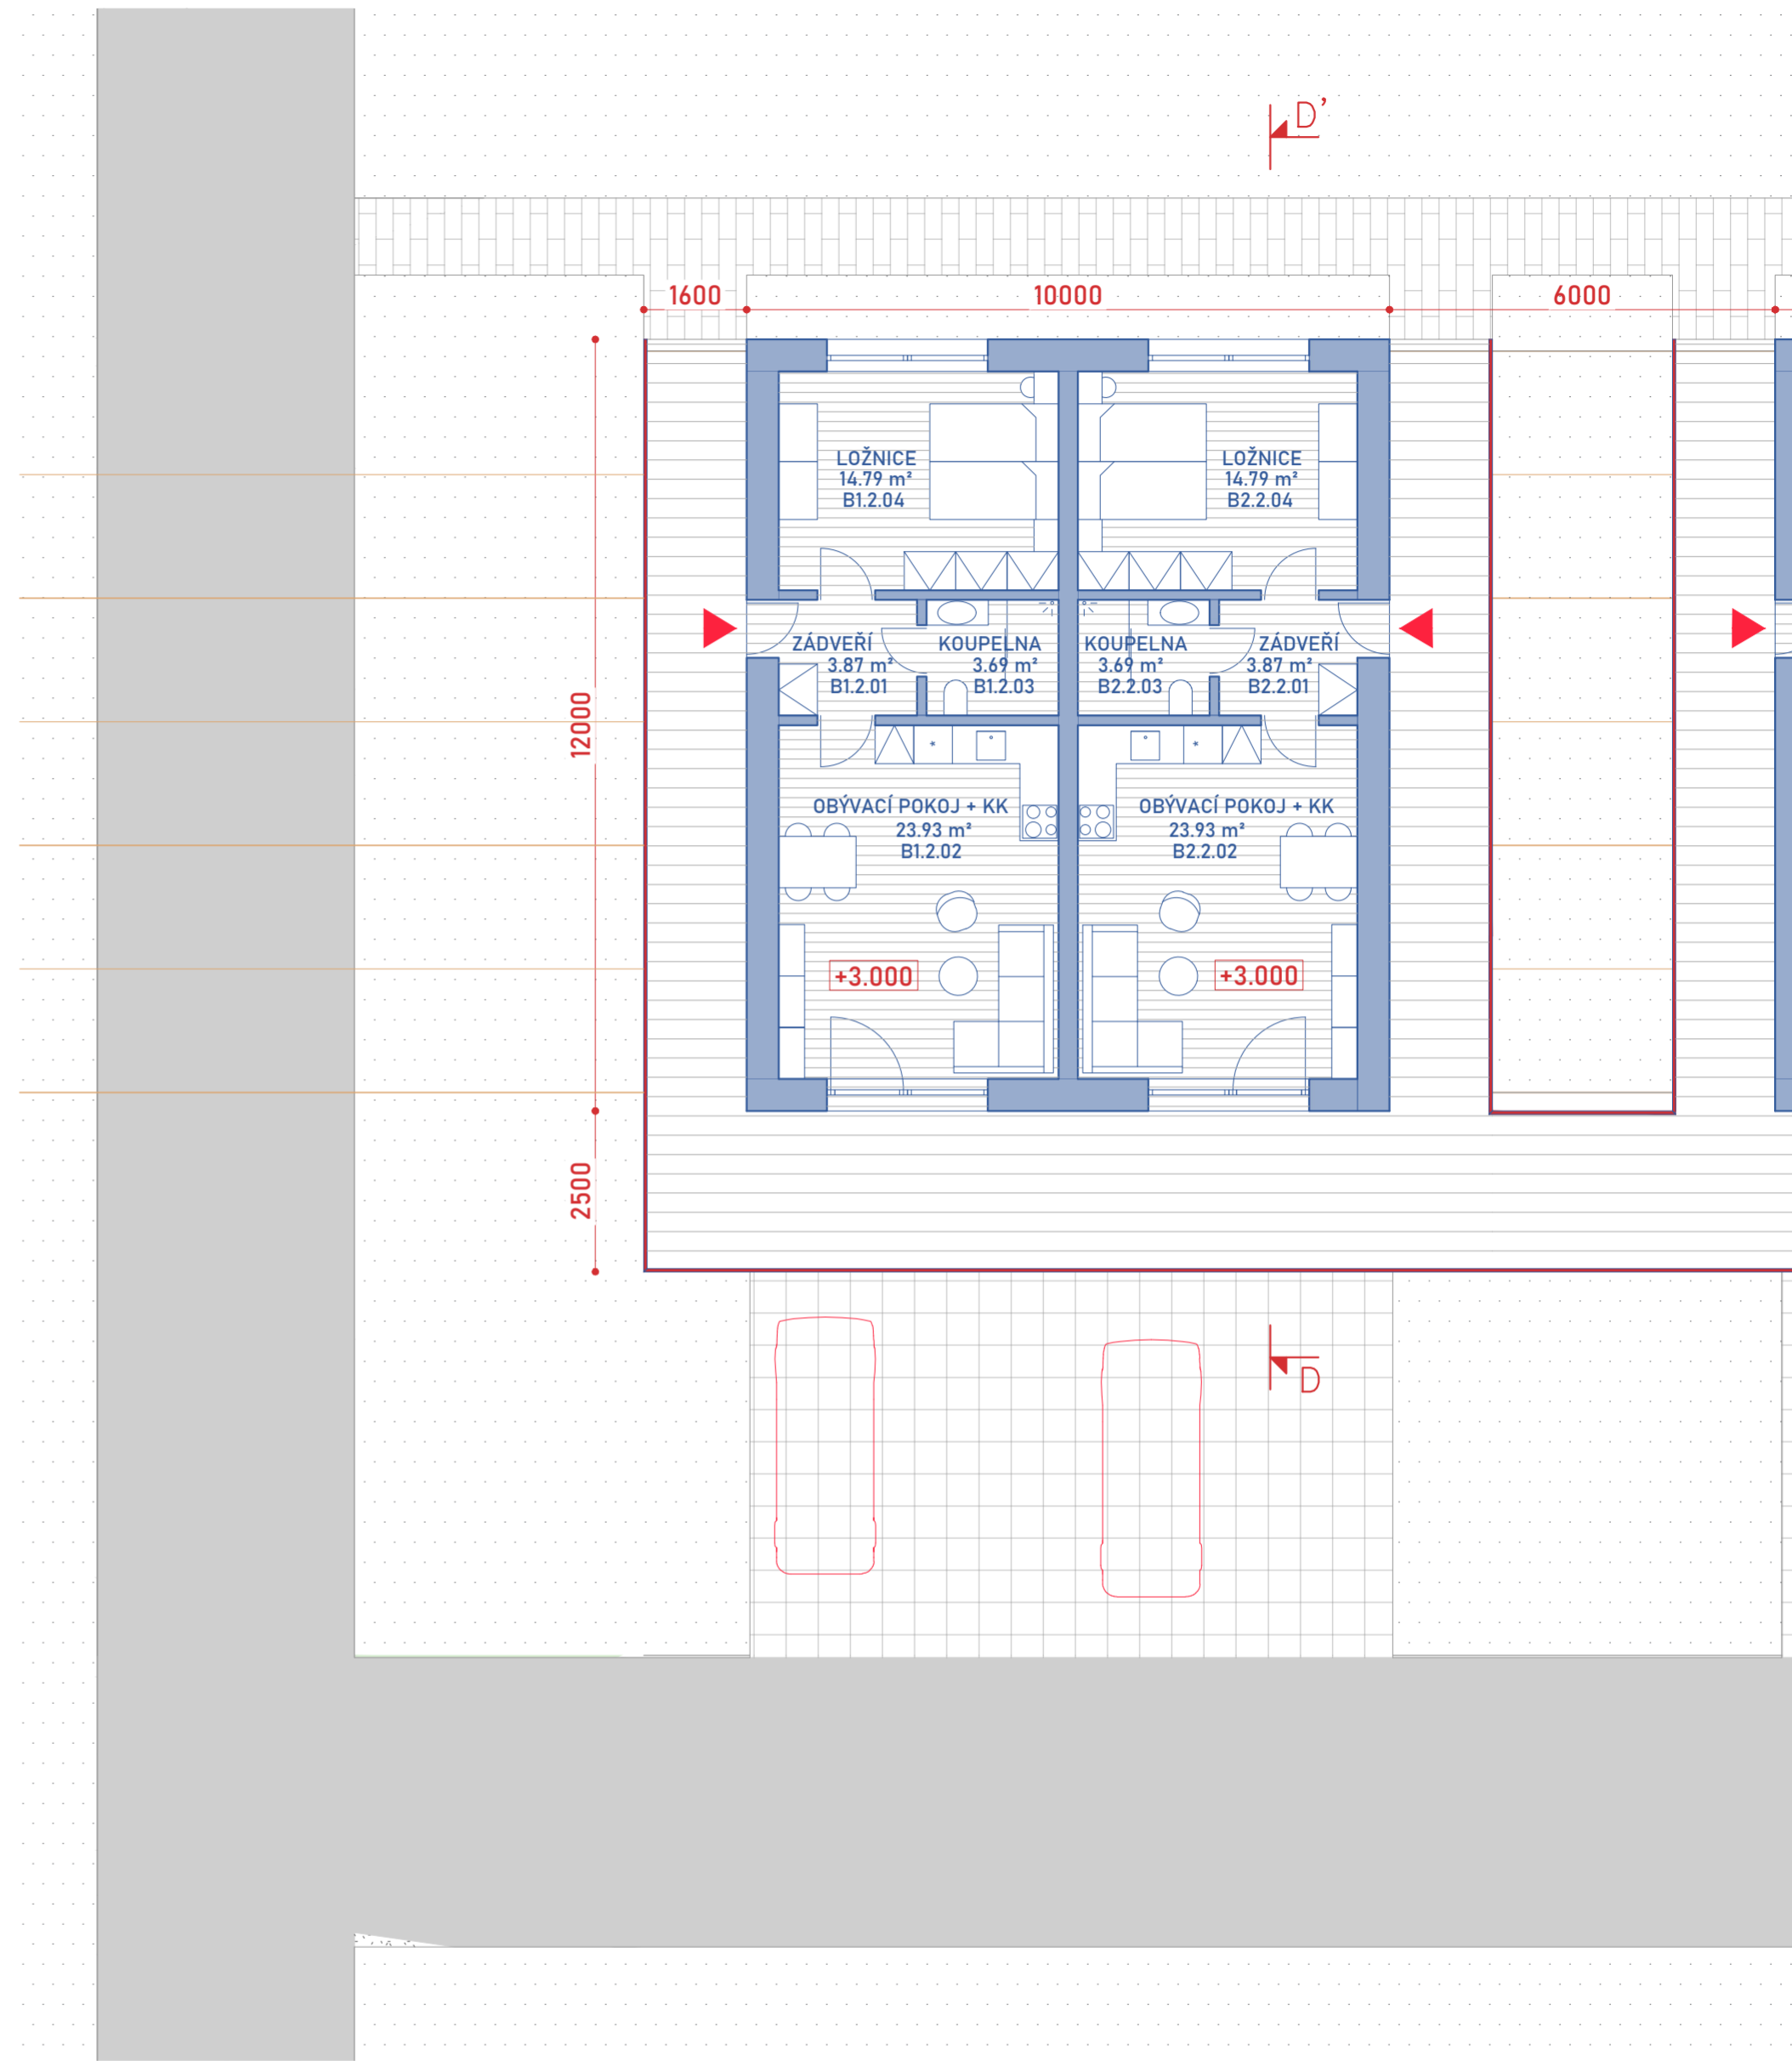 D’
1600
10000
6000
LOŽNICE
14.79 m²
B1.2.04
LOŽNICE
14.79 m²
B2.2.04
ZÁDVEŘÍ
3.87 m²
B1.2.01
KOUPELNA
3.69 m²
B1.2.03
KOUPELNA
3.69 m²
B2.2.03
ZÁDVEŘÍ
3.87 m²
B2.2.01
12000
OBÝVACÍ POKOJ + KK
23.93 m²
B1.2.02
OBÝVACÍ POKOJ + KK
23.93 m²
B2.2.02
+3.000
+3.000
2500
D